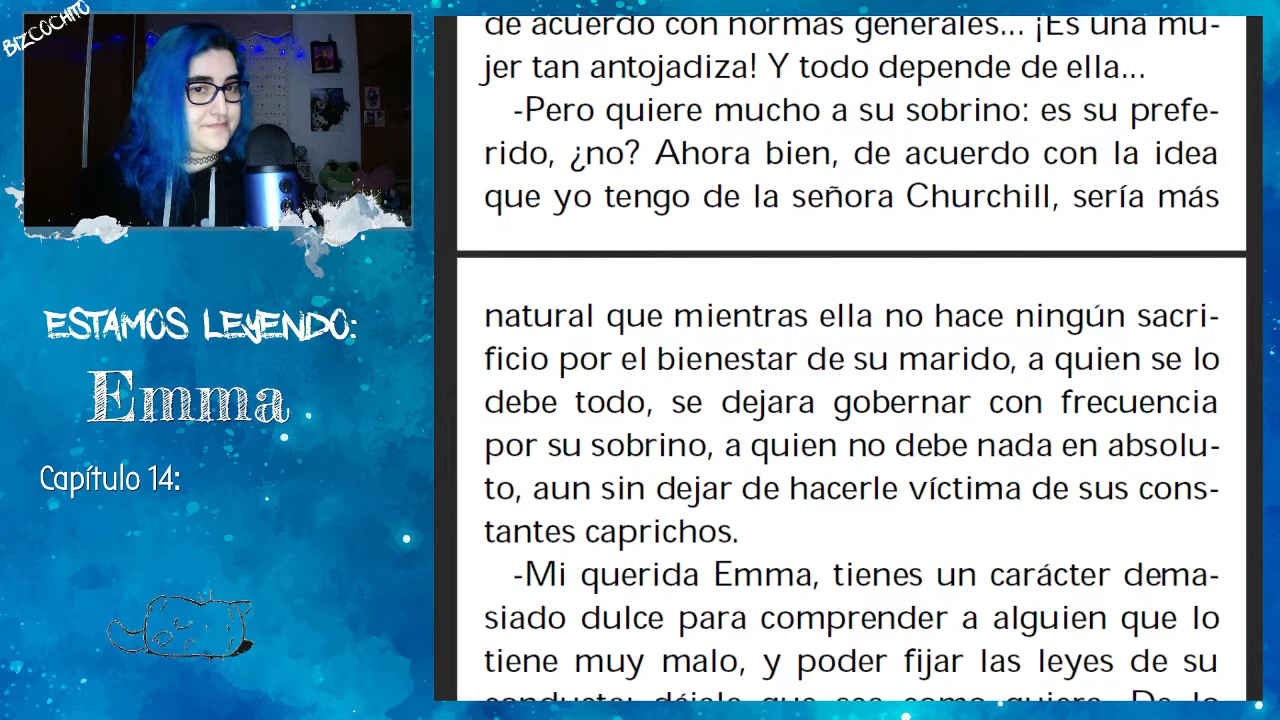 BIZCOCHITO
ESTAMOS LEYENDO:
Emma
Capítulo 14:
de acuerdo con normas generales... ¡Es una mu-
jer tan antojadiza! Y todo depende de ella...
-Pero quiere mucho a su sobrino: es su prefe-
rido, ¿no? Ahora bien, de acuerdo con la idea
que yo tengo de la señora Churchill, sería más
natural que mientras ella no hace ningún sacri-
ficio por el bienestar de su marido, a quien se lo
debe todo, se dejara gobernar con frecuencia
por su sobrino, a quien no debe nada en absolu-
to, aun sin dejar de hacerle víctima de sus cons-
tantes caprichos.
-Mi querida Emma, tienes un carácter dema-
siado dulce para comprender a alguien que lo
tiene muy malo, y poder fijar las leyes de su